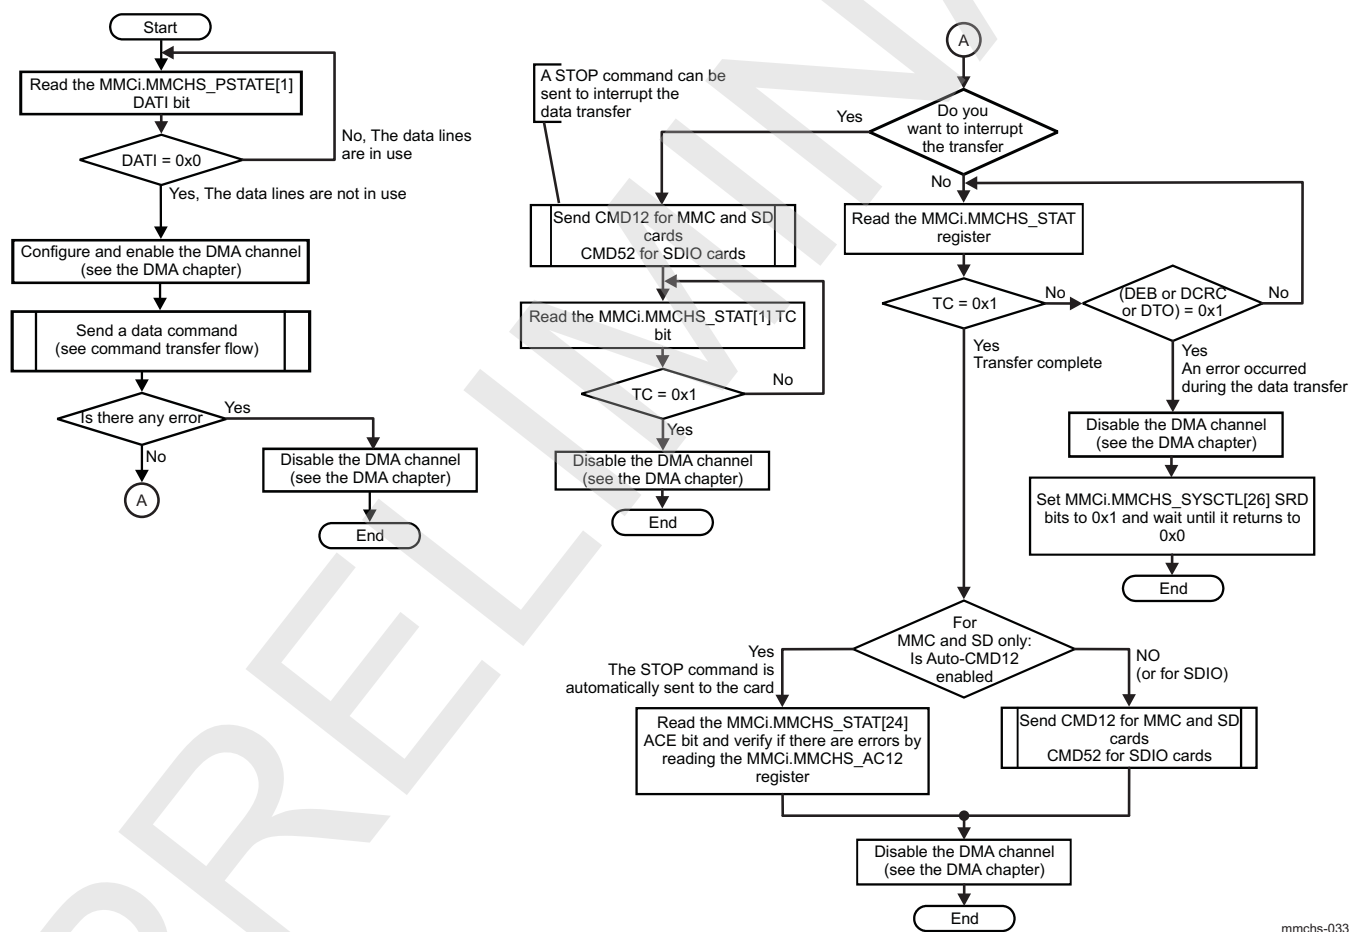 Start
Read the MMCi.MMCHS_PSTATE[1]
DATI bit
No, The data lines
are in use
DATI = 0x0
Yes, The data lines are not in use
Configure and enable the DMA channel
(see the DMA chapter)
Send a data command
(see command transfer flow)
Is there any error
Yes
No
A
Disable the DMA channel
(see the DMA chapter)
End
A STOP command can be
sent to interrupt the
data transfer
A
Do you
want to interrupt
the transfer
Yes
No
Send CMD12 for MMC and SD
cards
CMD52 for SDIO cards
Read the MMCi.MMCHS_STAT[1] TC
bit
TC = 0x1
No
Yes
Disable the DMA channel
(see the DMA chapter)
End
Read the MMCi.MMCHS_STAT
register
TC = 0x1
No
(DEB or DCRC
or DTO) = 0x1
No
Yes
Transfer complete
Yes
An error occurred
during the data transfer
Disable the DMA channel
(see the DMA chapter)
Set MMCi.MMCHS_SYSCTL[26] SRD
bits to 0x1 and wait until it returns to
0x0
End
For
MMC and SD only:
Is Auto-CMD12
enabled
Yes
The STOP command is
automatically sent to the card
NO
(or for SDIO)
Read the MMCi.MMCHS_STAT[24]
ACE bit and verify if there are errors by
reading the MMCi.MMCHS_AC12
register
Send CMD12 for MMC and SD
cards
CMD52 for SDIO cards
Disable the DMA channel
(see the DMA chapter)
End
mmchs-033
PRELIMINA